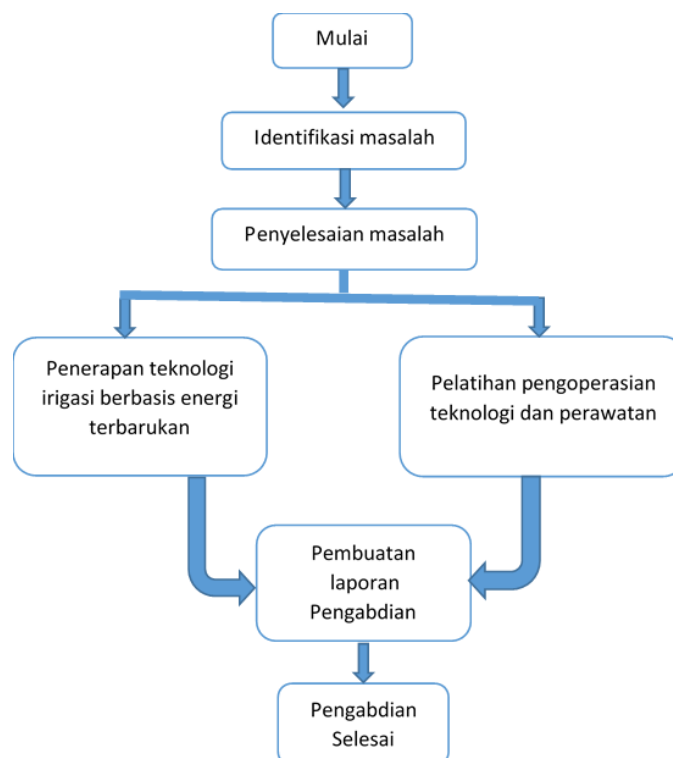 Mulai
Identifikasi masalah
Penyelesaian masalah
Penerapan teknologi
irigasi berbasis energi
terbarukan
Pelatihan pengoperasian
teknologi dan perawatan
Pembuatan
laporan
Pengabdian
Pengabdian
Selesai